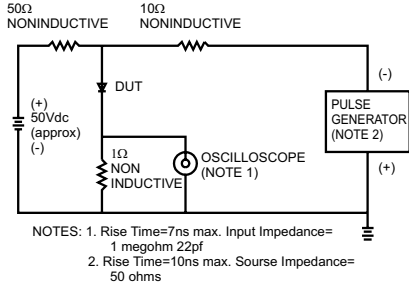 50Ω
NONINDUCTIVE
10Ω
NONINDUCTIVE
DUT
(+)
50Vdc
(approx)
(-)
(-)
PULSE
GENERATOR
(NOTE 2)
(+)
1Ω
NON
INDUCTIVE
OSCILLOSCOPE
(NOTE 1)
NOTES: 1. Rise Time=7ns max. Input Impedance=
1 megohm 22pf
2. Rise Time=10ns max. Sourse Impedance=
50 ohms